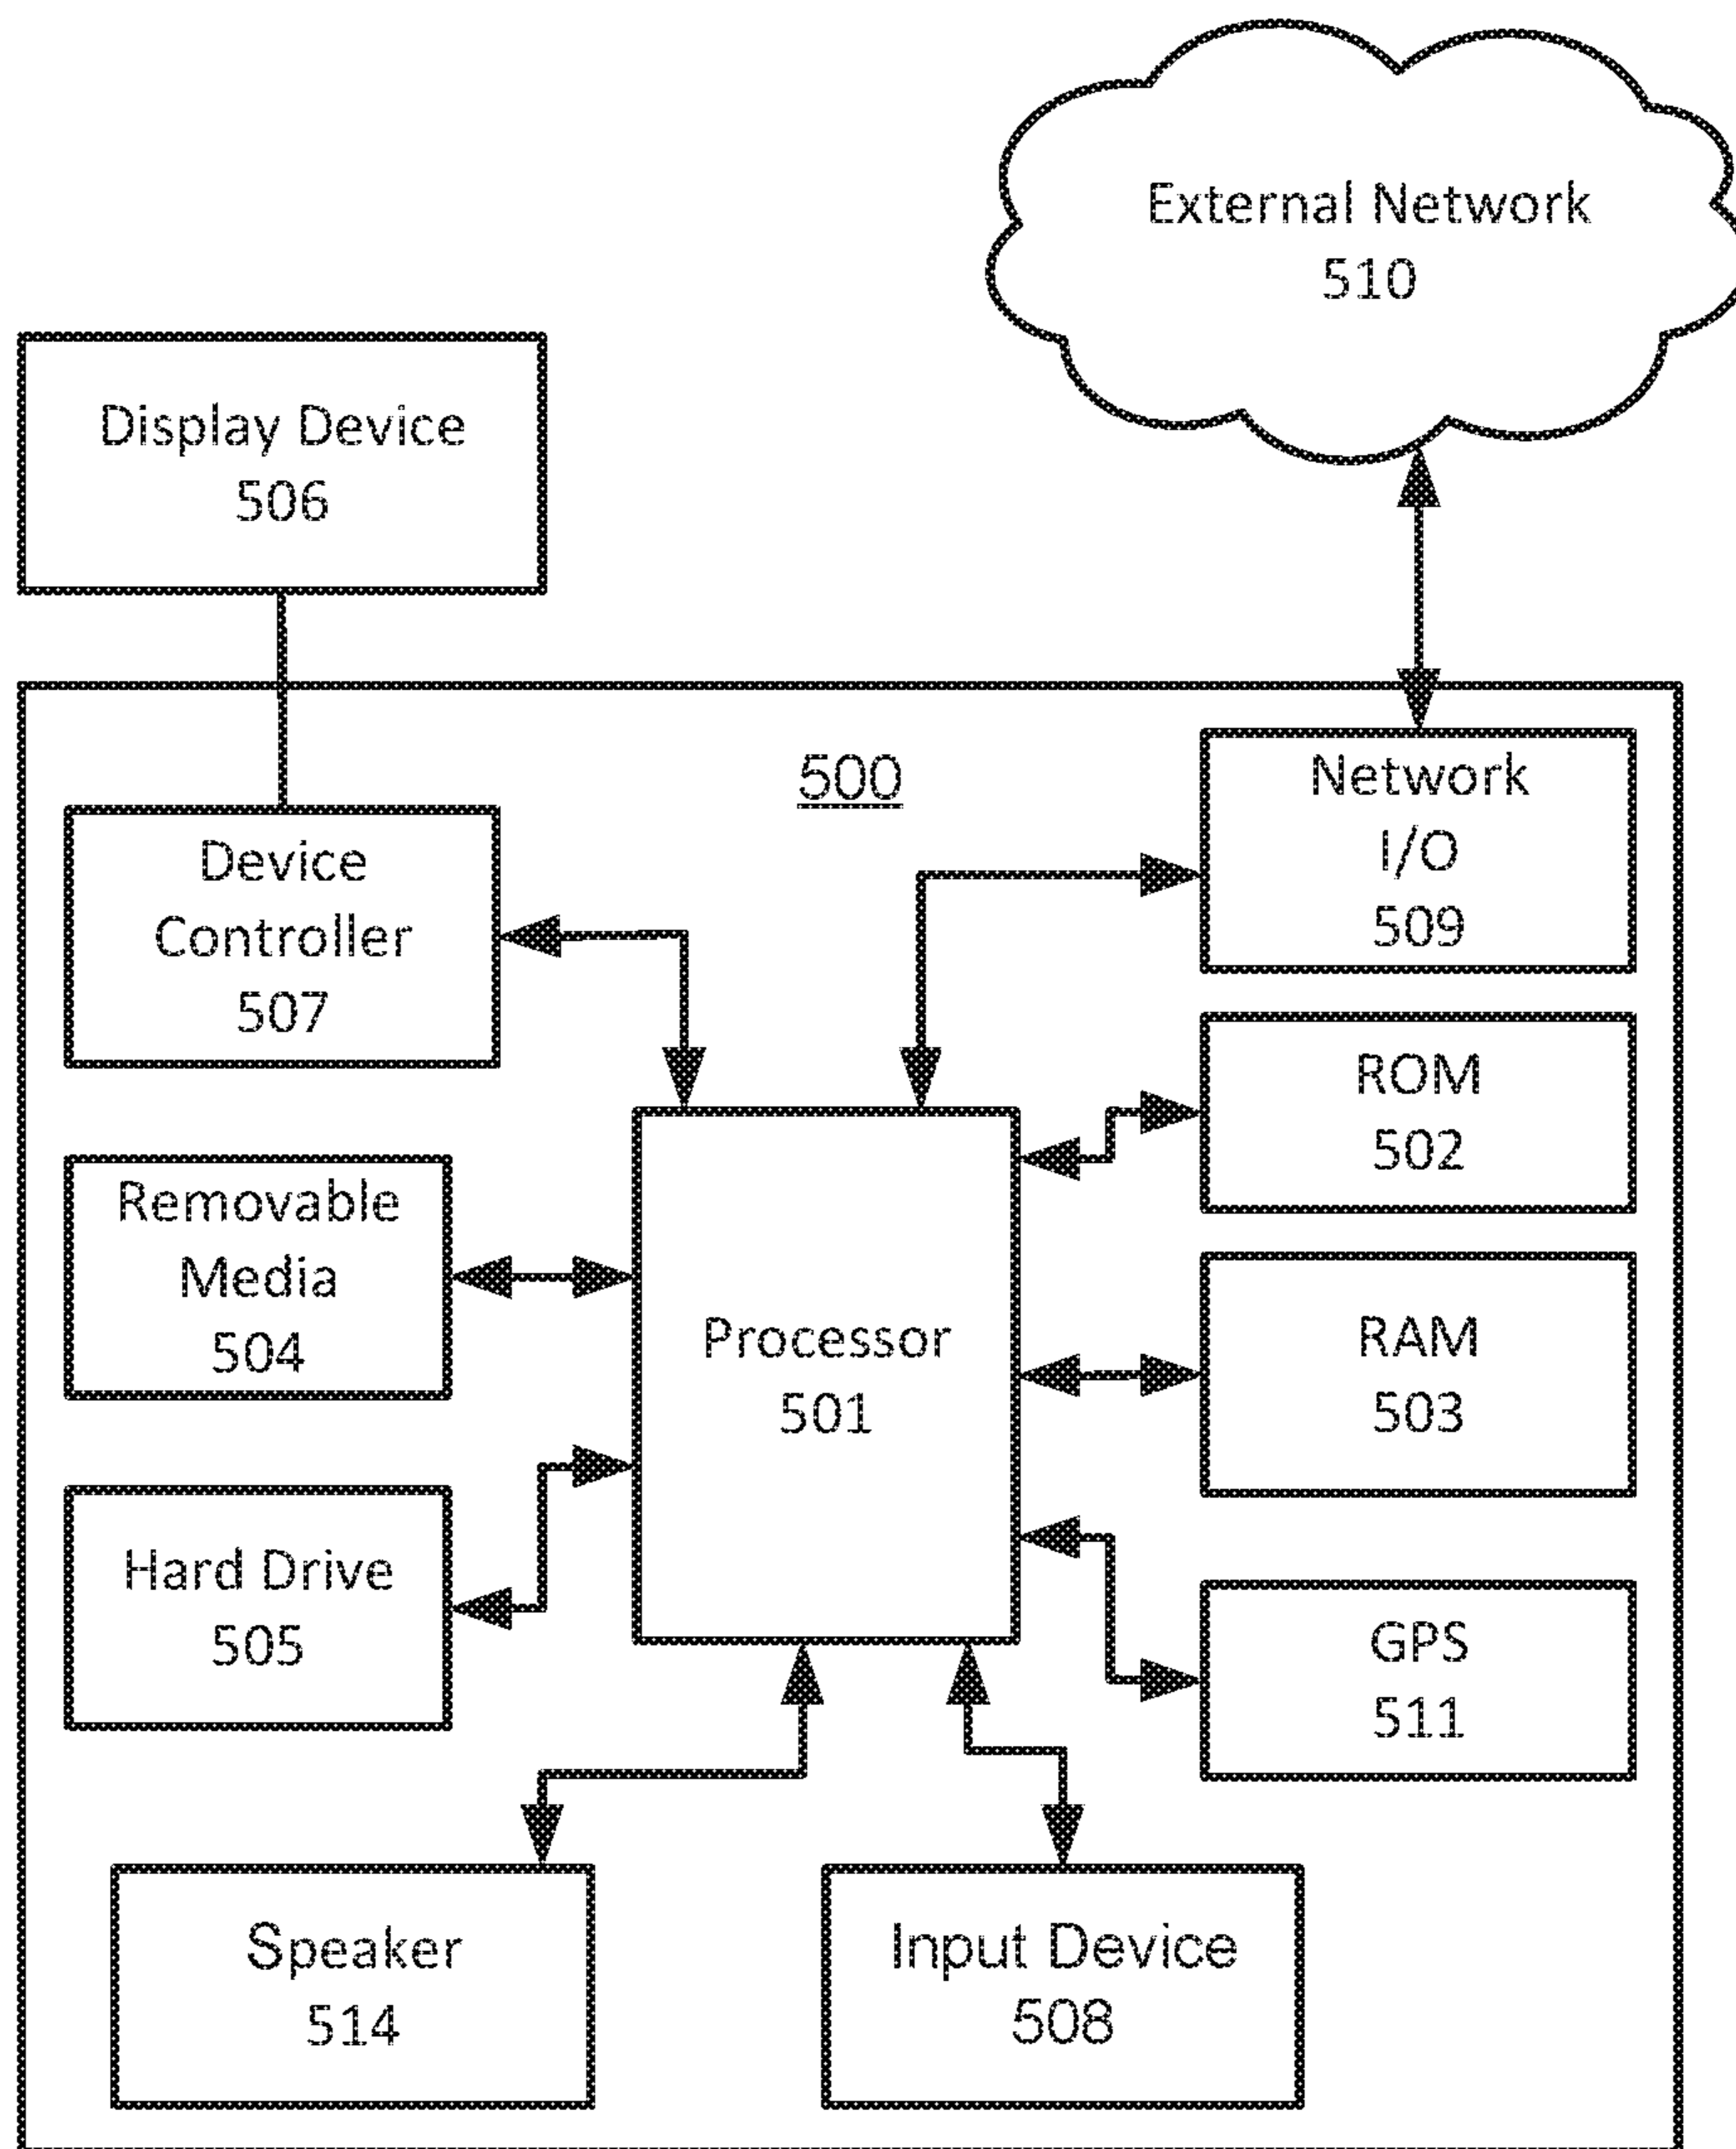 External Network
510
Display Device
506
500
Network
I/O
509
Device
Controller
507
ROM
502
Removable
Media
504
Processor
501
RAM
503
Hard Drive
505
GPS
511
Speaker
514
Input Device
508